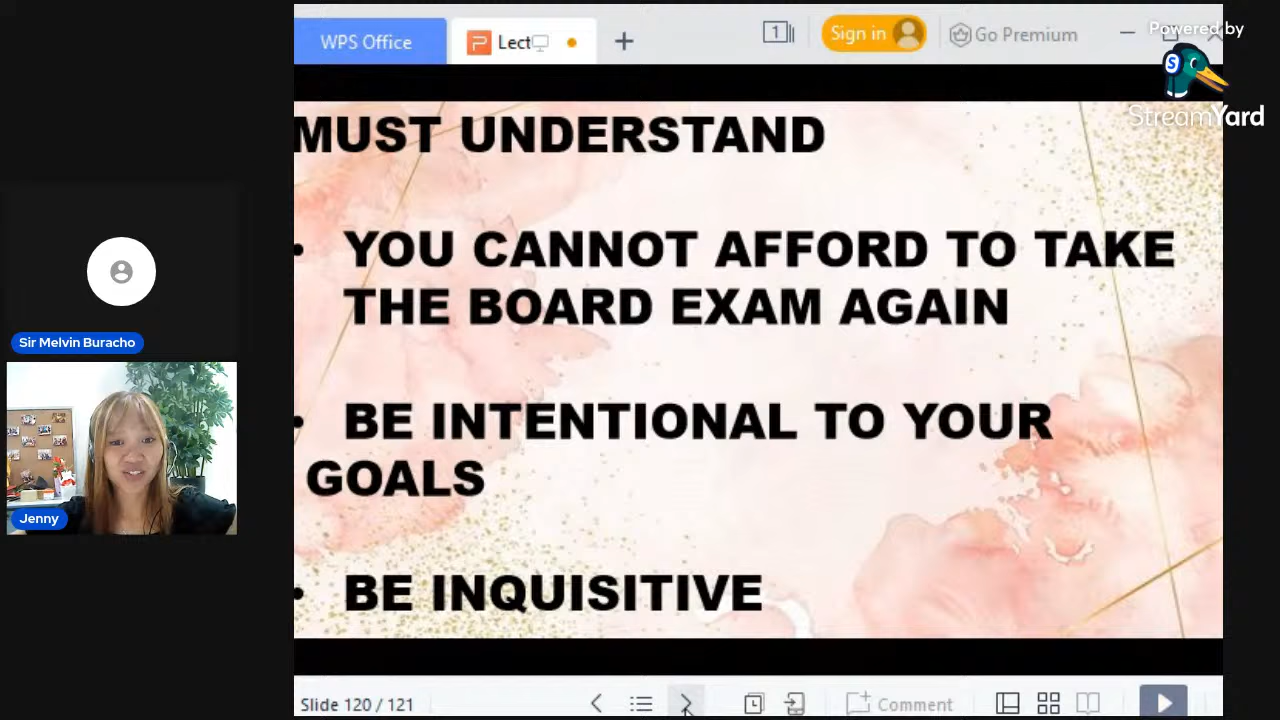 WPS Office
Lect
1
Sign in
Go Premium
Powered by
StreamYard
MUST UNDERSTAND
• YOU CANNOT AFFORD TO TAKE
THE BOARD EXAM AGAIN
• BE INTENTIONAL TO YOUR
GOALS
• BE INQUISITIVE
Sir Melvin Buracho
Jenny
Slide 120 / 121
Comment